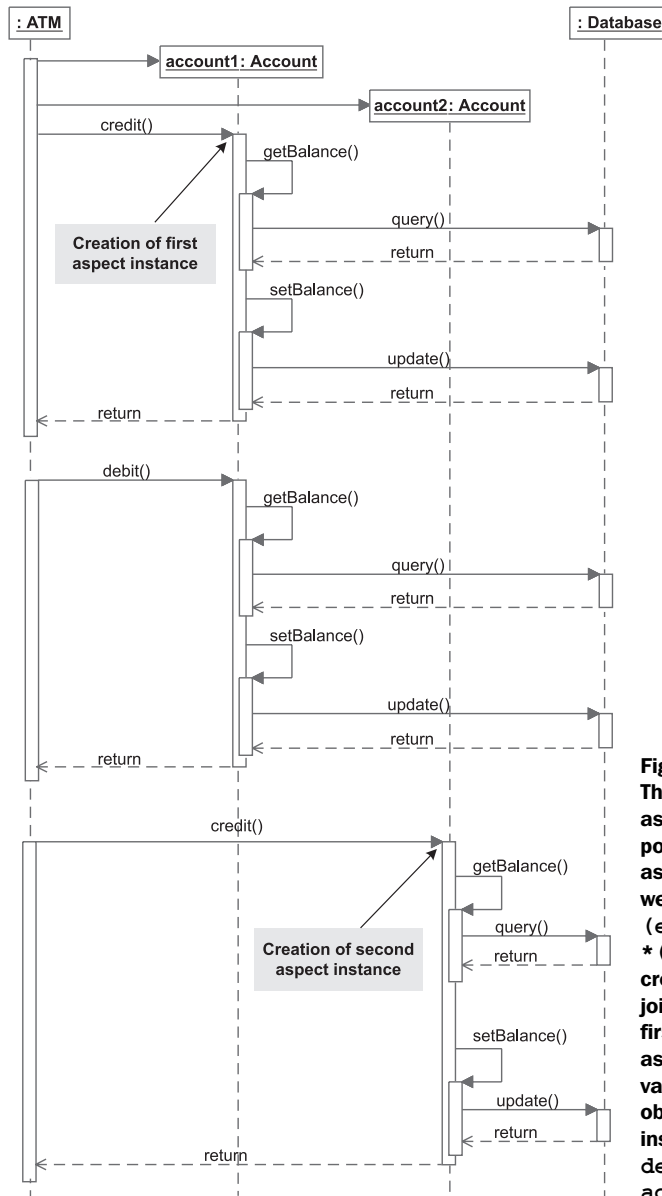 : ATM
: Database
account1: Account
account2: Account
credit()
getBalance()
Creation of first
aspect instance
query()
return
setBalance()
update()
return
return
debit()
getBalance()
query()
return
setBalance()
update()
return
return
credit()
getBalance()
Creation of second
aspect instance
query()
return
setBalance()
update()
return
return
Fig
Th
as
po
as
we
(e
* (
cre
joi
firs
as
va
ob
ins
de